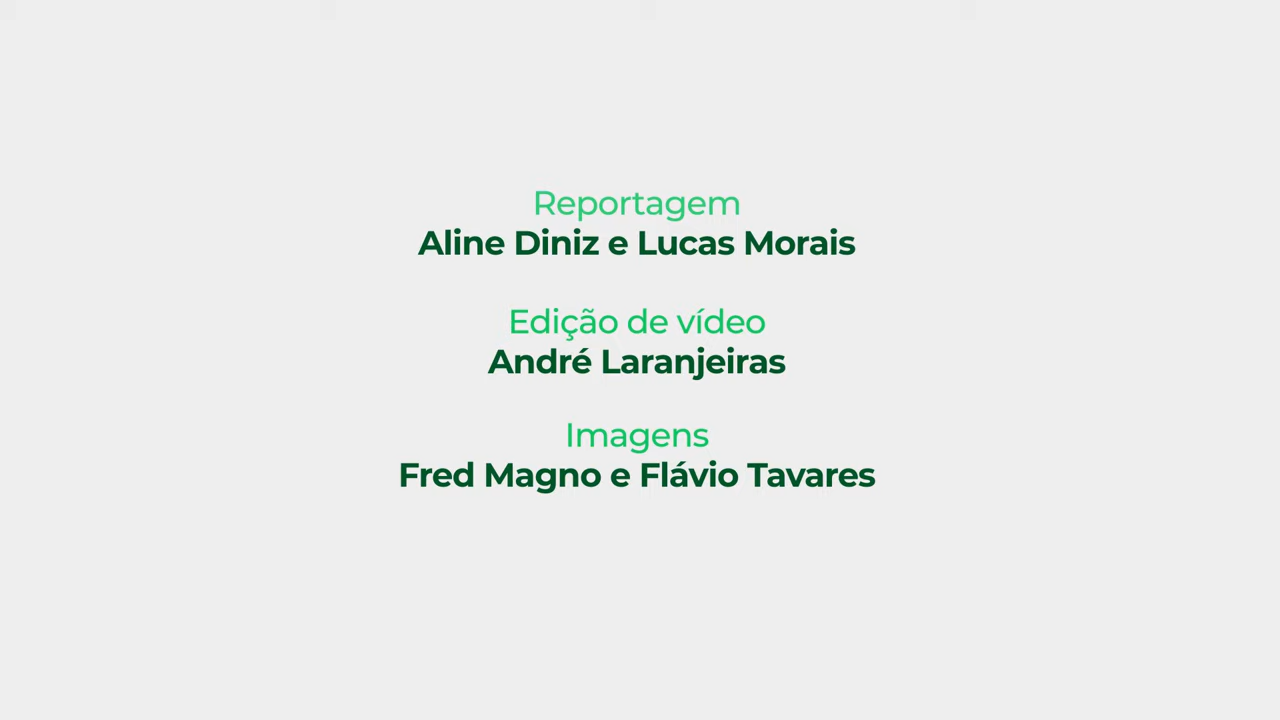 Reportagem
Aline Diniz e Lucas Morais
Edição de vídeo
André Laranjeiras
Imagens
Fred Magno e Flávio Tavares